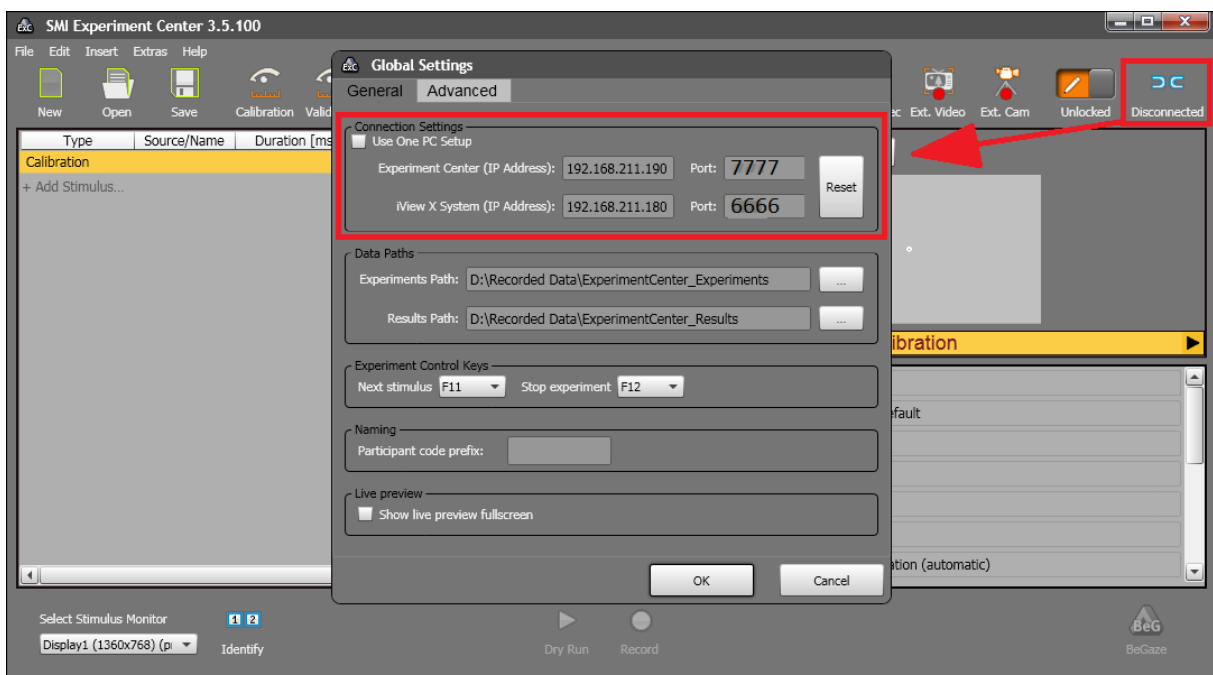 EXC SMI Experiment Center 3.5.100
File Edit Insert Extras Help
New Open Save Calibration Valid Ext. Video Ext. Cam Unlocked Disconnected
Type Source/Name Duration [ms
Calibration
+ Add Stimulus...
EXC Global Settings
General Advanced
Connection Settings
Use One PC Setup
Experiment Center (IP Address): 192.168.211.190 Port: 7777
Reset
iView X System (IP Address): 192.168.211.180 Port: 6666
Data Paths
Experiments Path: D:\Recorded Data\ExperimentCenter_Experiments ...
Results Path: D:\Recorded Data\ExperimentCenter_Results ...
Experiment Control Keys
Next stimulus F11 Stop experiment F12
Naming
Participant code prefix:
Live preview
Show live preview fullscreen
OK Cancel
ibration
efault
ation (automatic)
Select Stimulus Monitor 1 2
Display1 (1360x768) (p Identify
Dry Run Record
BeG
BeGaze